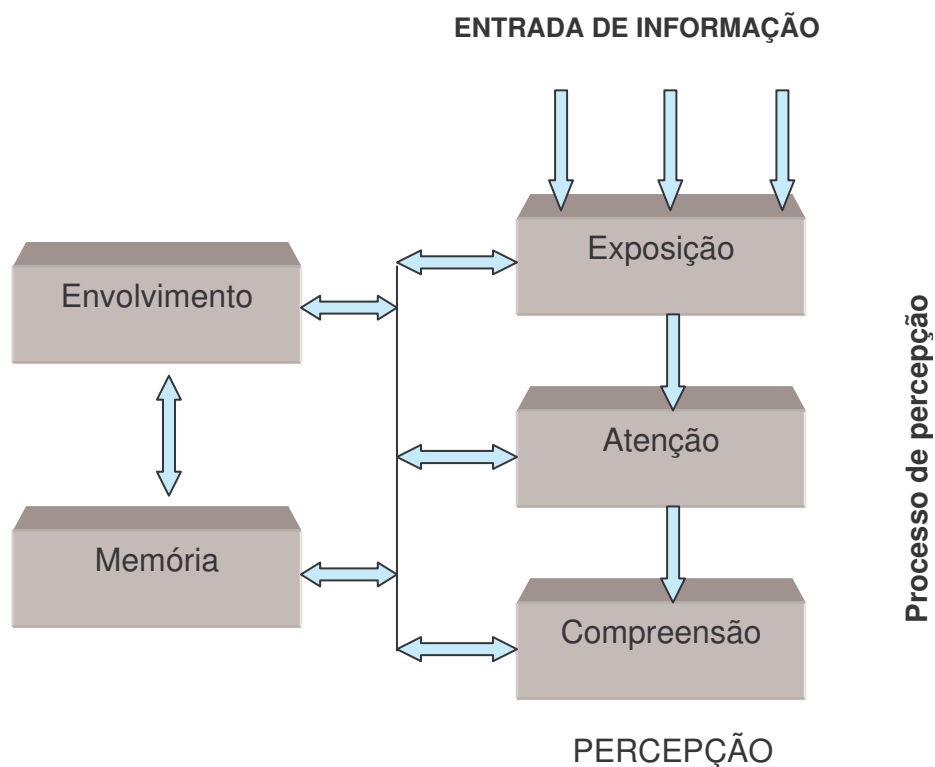 ENTRADA DE INFORMAÇÃO
Exposição
Envolvimento
Atenção
Memória
Compreensão
Processo de percepção
PERCEPÇÃO